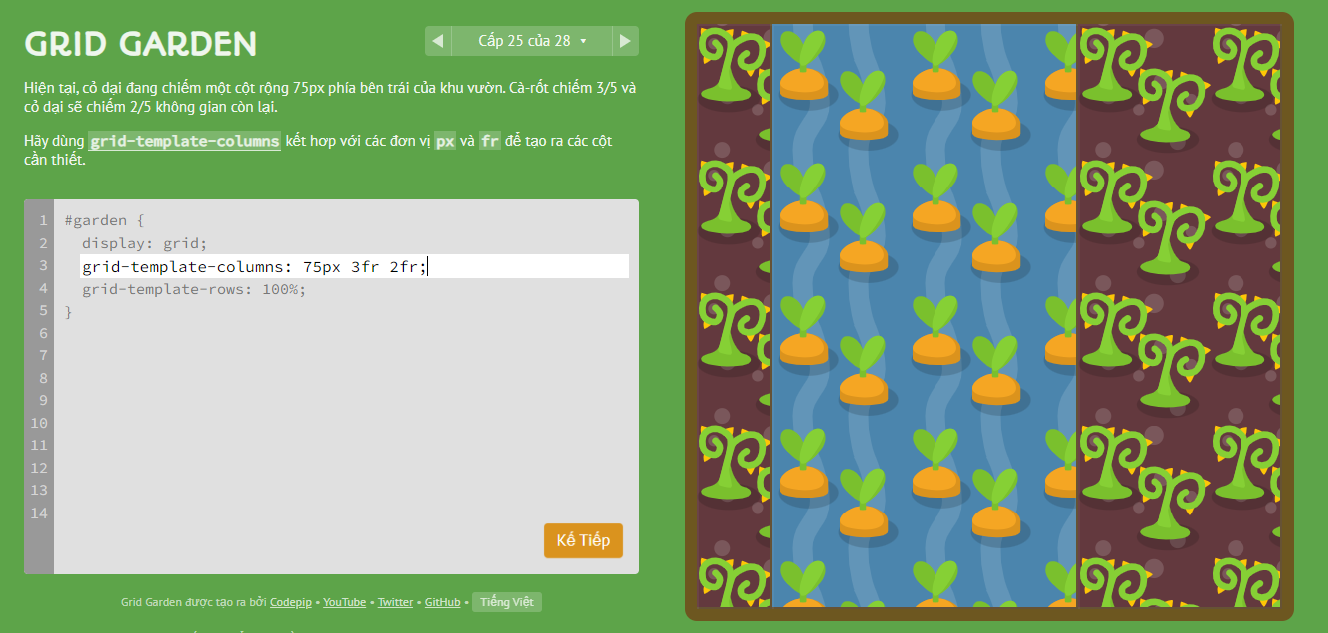 GRID GARDEN
Cấp 25 của 28
Hiện tại, cỏ dại đang chiếm một cột rộng 75px phía bên trái của khu vườn. Cà-rốt chiếm 3/5 và
cỏ dại sẽ chiếm 2/5 không gian còn lại.
Hãy dùng grid-template-columns kết hợp với các đơn vị px và fr để tạo ra các cột
cần thiết.
1 #garden {
2 display: grid;
3 grid-template-columns: 75px 3fr 2fr;
4 grid-template-rows: 100%;
5 }
6
7
8
9
10
11
12
13
14
Kế Tiếp
Grid Garden được tạo ra bởi Codepip • YouTube • Twitter • GitHub • Tiếng Việt